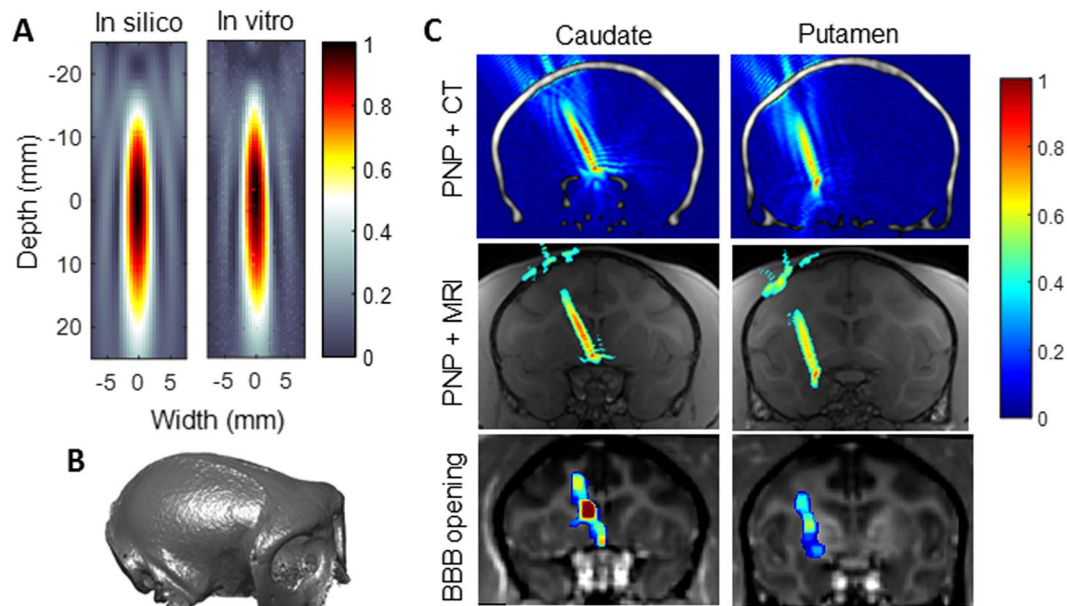 A
In silico
In vitro
Depth (mm)
-20
-10
0
10
20
-5 0 5
-5 0 5
Width (mm)
1
0.8
0.6
0.4
0.2
0
B
C
Caudate
Putamen
PNP + CT
PNP + MRI
BBB opening
1
0.8
0.6
0.4
0.2
0